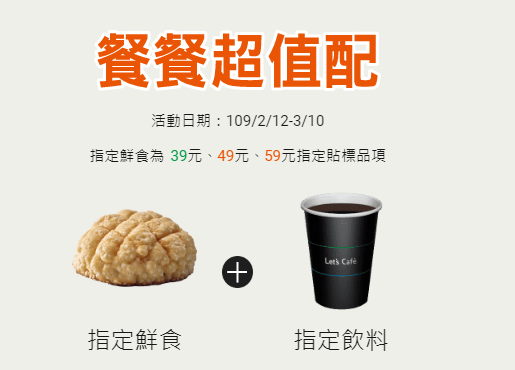 餐餐超值配
活動日期：109/2/12-3/10
指定鮮食為 39元、49元、59元指定貼標品項
Let's Café
指定鮮食
指定飲料